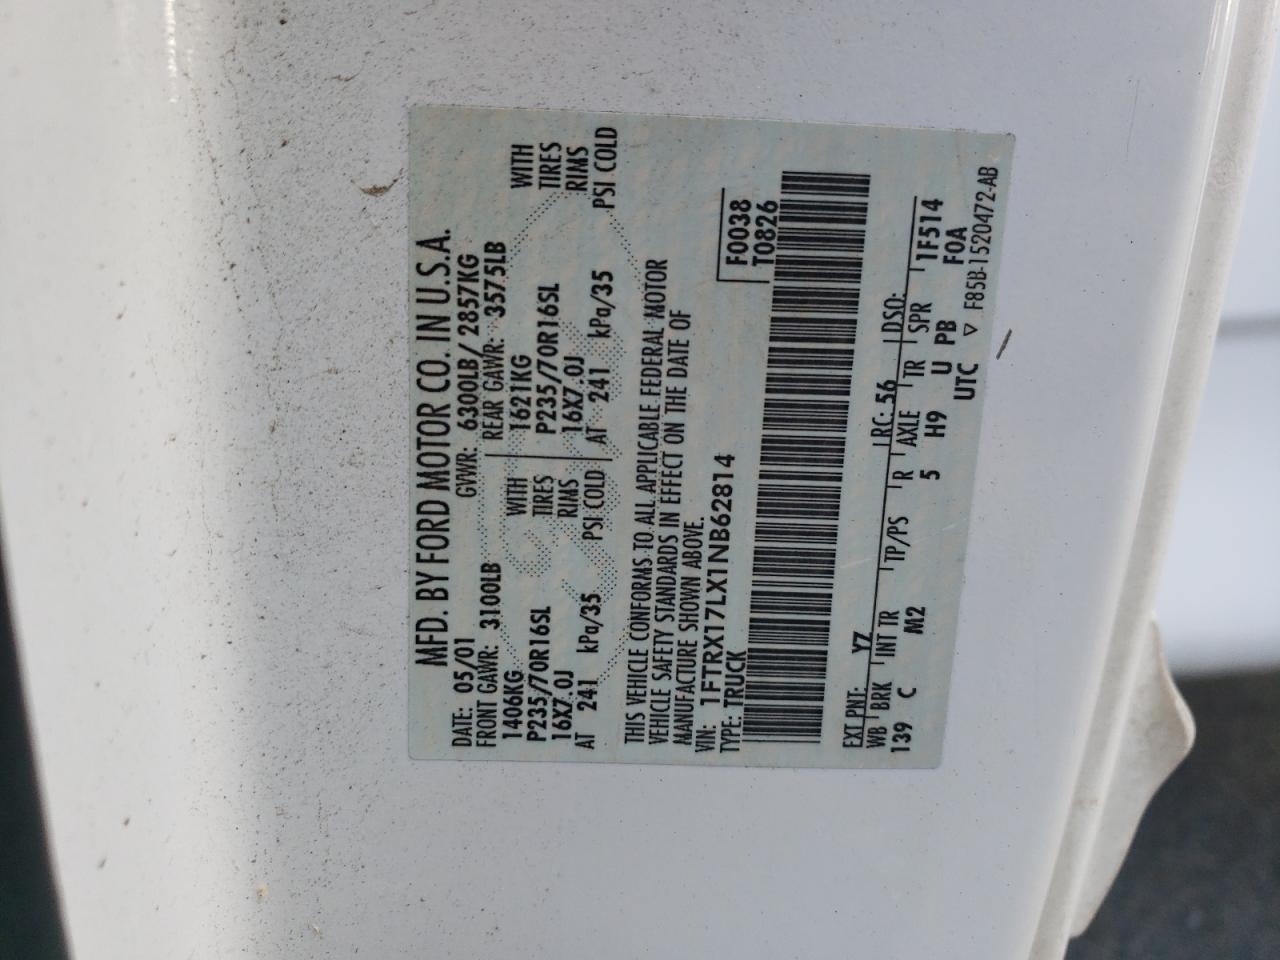 MFD. BY FORD MOTOR CO. IN U.S.A.
DATE: 05/01 GVWR: 6300LB/ 2857KG
FRONT GAWR: 3100LB REAR GAWR: 3575LB
1406KG WITH 1621KG WITH
P235/70R16SL TIRES P235/70R16SL TIRES
16X7.0J RIMS 16X7.0J RIMS
AT 241 kPa/35 PSI COLD AT 241 kPa/35 PSI COLD
THIS VEHICLE CONFORMS TO ALL APPLICABLE FEDERAL MOTOR
VEHICLE SAFETY STANDARDS IN EFFECT ON THE DATE OF
MANUFACTURE SHOWN ABOVE.
VIN: 1FTRX17LX1NB62814 F0038
TYPE: TRUCK T0826
EXT PNT: YZ RC: 56 DSO:
WB BRK INT TR TP/PS R AXLE TR SPR 1F514
139 C M2 5 H9 U PB F0A
UTC ▽ F85B-1520472-AB